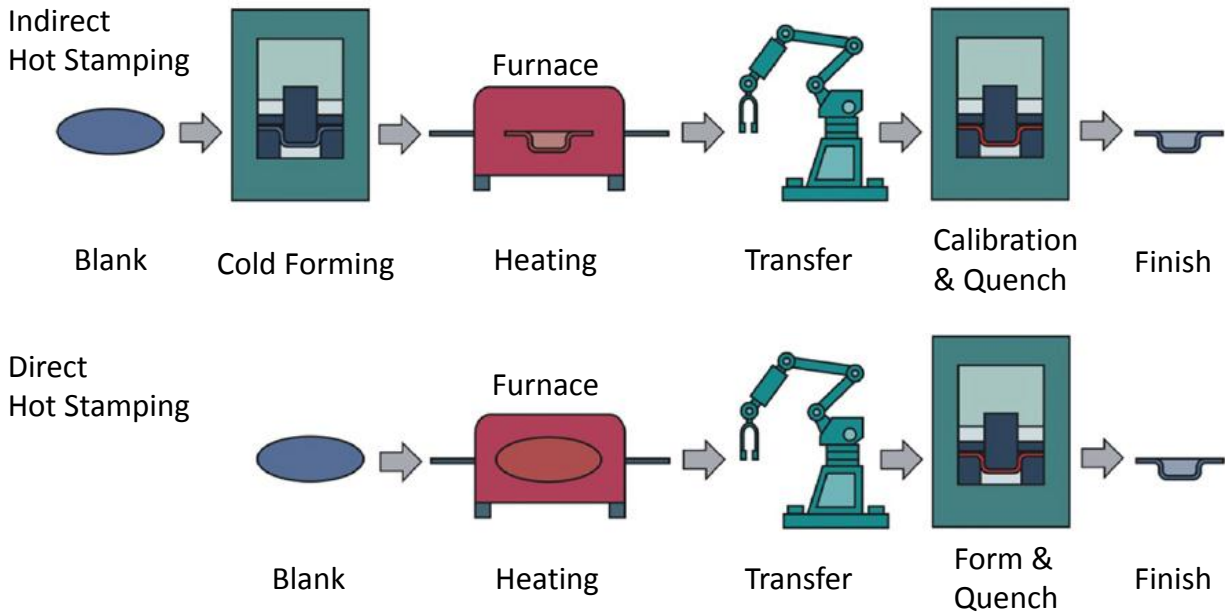 Indirect
Hot Stamping
Furnace
Blank
Cold Forming
Heating
Transfer
Calibration
& Quench
Finish
Direct
Hot Stamping
Furnace
Blank
Heating
Transfer
Form &
Quench
Finish